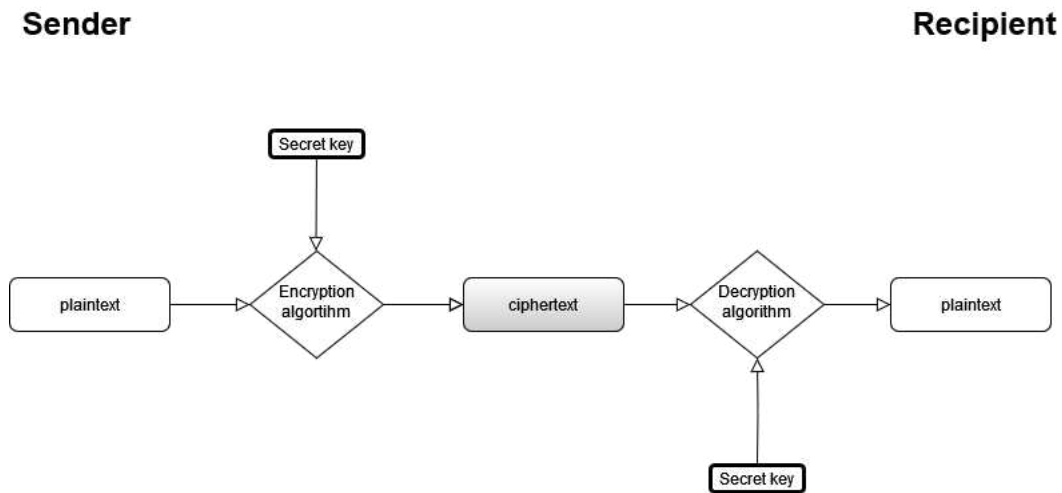 Sender
Recipient
Secret key
plaintext
Encryption
algortihm
ciphertext
Decryption
algorithm
plaintext
Secret key